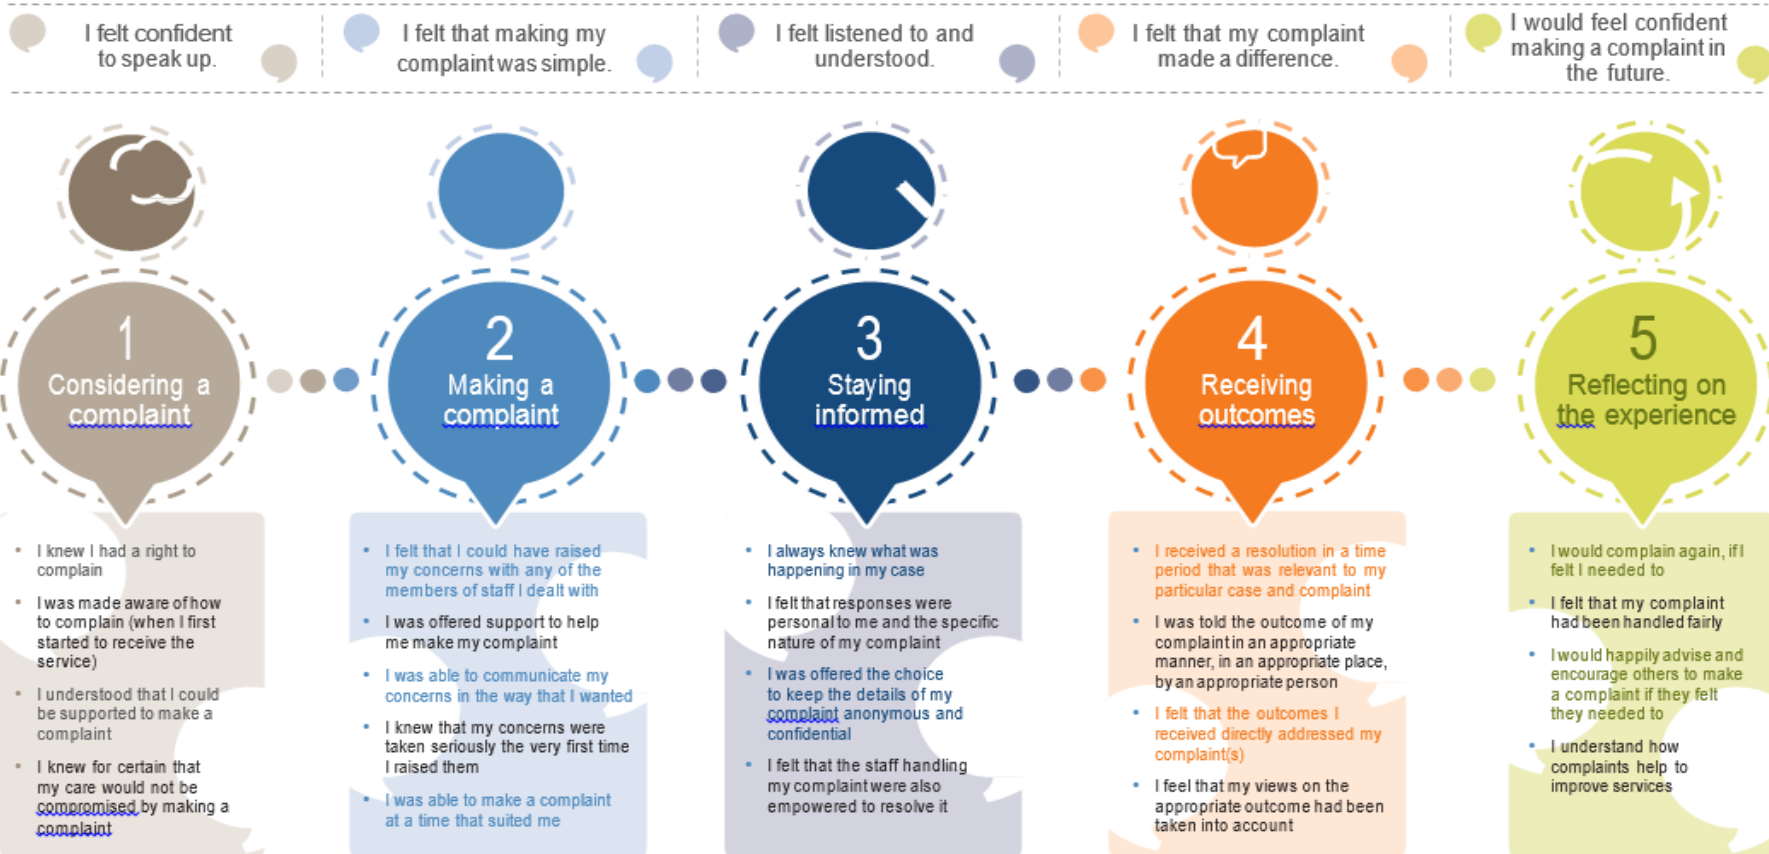 I felt confident
to speak up.
I felt that making my
complaint was simple.
I felt listened to and
understood.
I felt that my complaint
made a difference.
I would feel confident
making a complaint in
the future.
1
Considering a
complaint
2
Making a
complaint
3
Staying
informed
4
Receiving
outcomes
5
Reflecting on
the experience
• I knew I had a right to
complain
• I was made aware of how
to complain (when I first
started to receive the
service)
• I understood that I could
be supported to make a
complaint
• I knew for certain that
my care would not be
compromised by making a
complaint
• I felt that I could have raised
my concerns with any of the
members of staff I dealt with
• I was offered support to help
me make my complaint
• I was able to communicate my
concerns in the way that I wanted
• I knew that my concerns were
taken seriously the very first time
I raised them
• I was able to make a complaint
at a time that suited me
• I always knew what was
happening in my case
• I felt that responses were
personal to me and the specific
nature of my complaint
• I was offered the choice
to keep the details of my
complaint anonymous and
confidential
• I felt that the staff handling
my complaint were also
empowered to resolve it
• I received a resolution in a time
period that was relevant to my
particular case and complaint
• I was told the outcome of my
complaint in an appropriate
manner, in an appropriate place,
by an appropriate person
• I felt that the outcomes I
received directly addressed my
complaint(s)
• I feel that my views on the
appropriate outcome had been
taken into account
• I would complain again, if I
felt I needed to
• I felt that my complaint
had been handled fairly
• I would happily advise and
encourage others to make
a complaint if they felt
they needed to
• I understand how
complaints help to
improve services